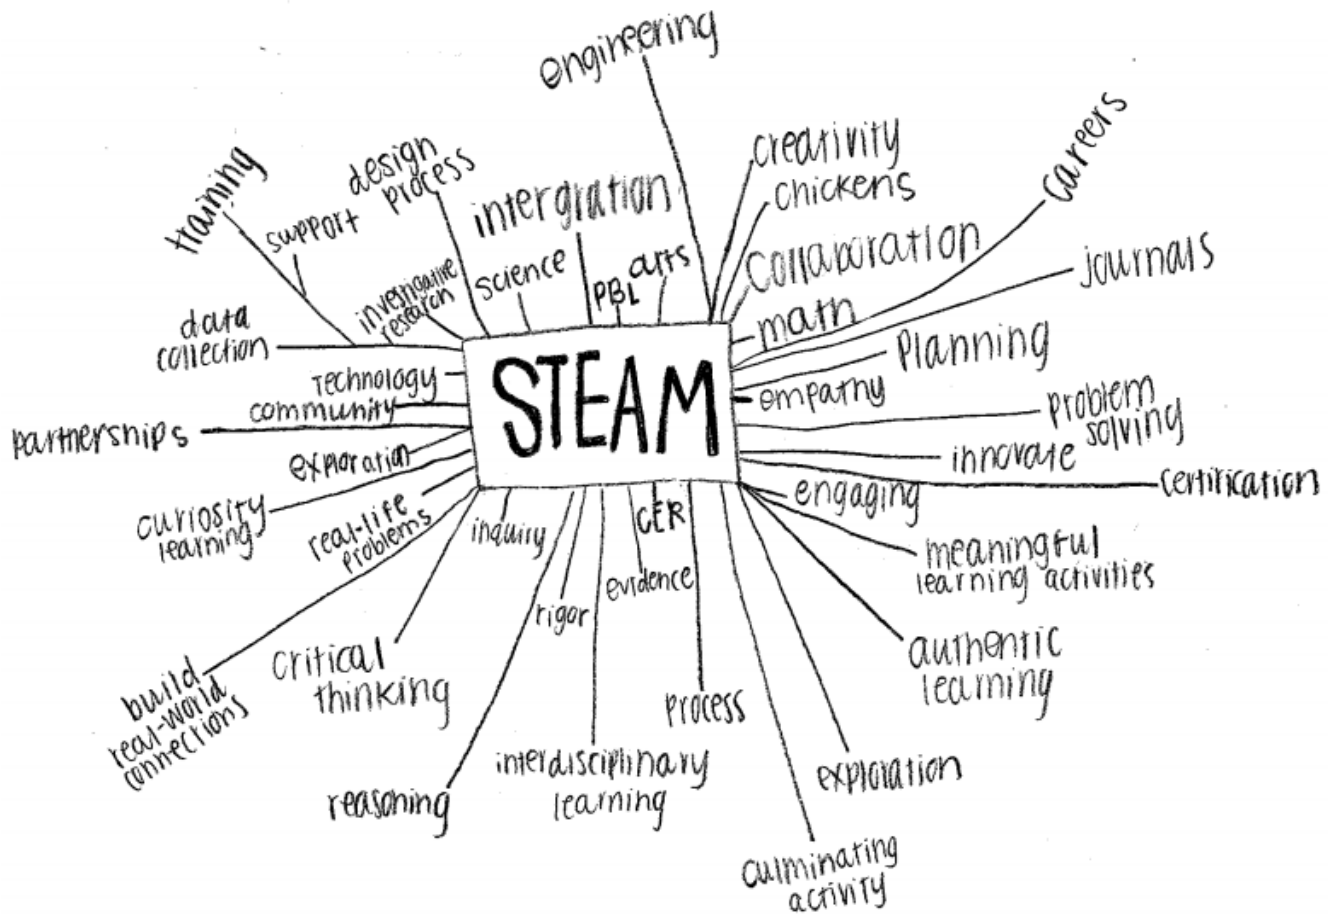 engineering
creativity
chickens
careers
training
support
design
process
intergration
science
PBL
arts
collaboration
journals
investigative
research
data
collection
math
planning
technology
STEAM
empathy
community
partnerships
problem
solving
exploration
innovate
certification
curiosity
learning
real-life
problems
inquiry
CER
engaging
evidence
meaningful
learning activities
rigor
critical
thinking
authentic
learning
build
real-world
connections
process
interdisciplinary
learning
exploration
reasoning
culminating
activity